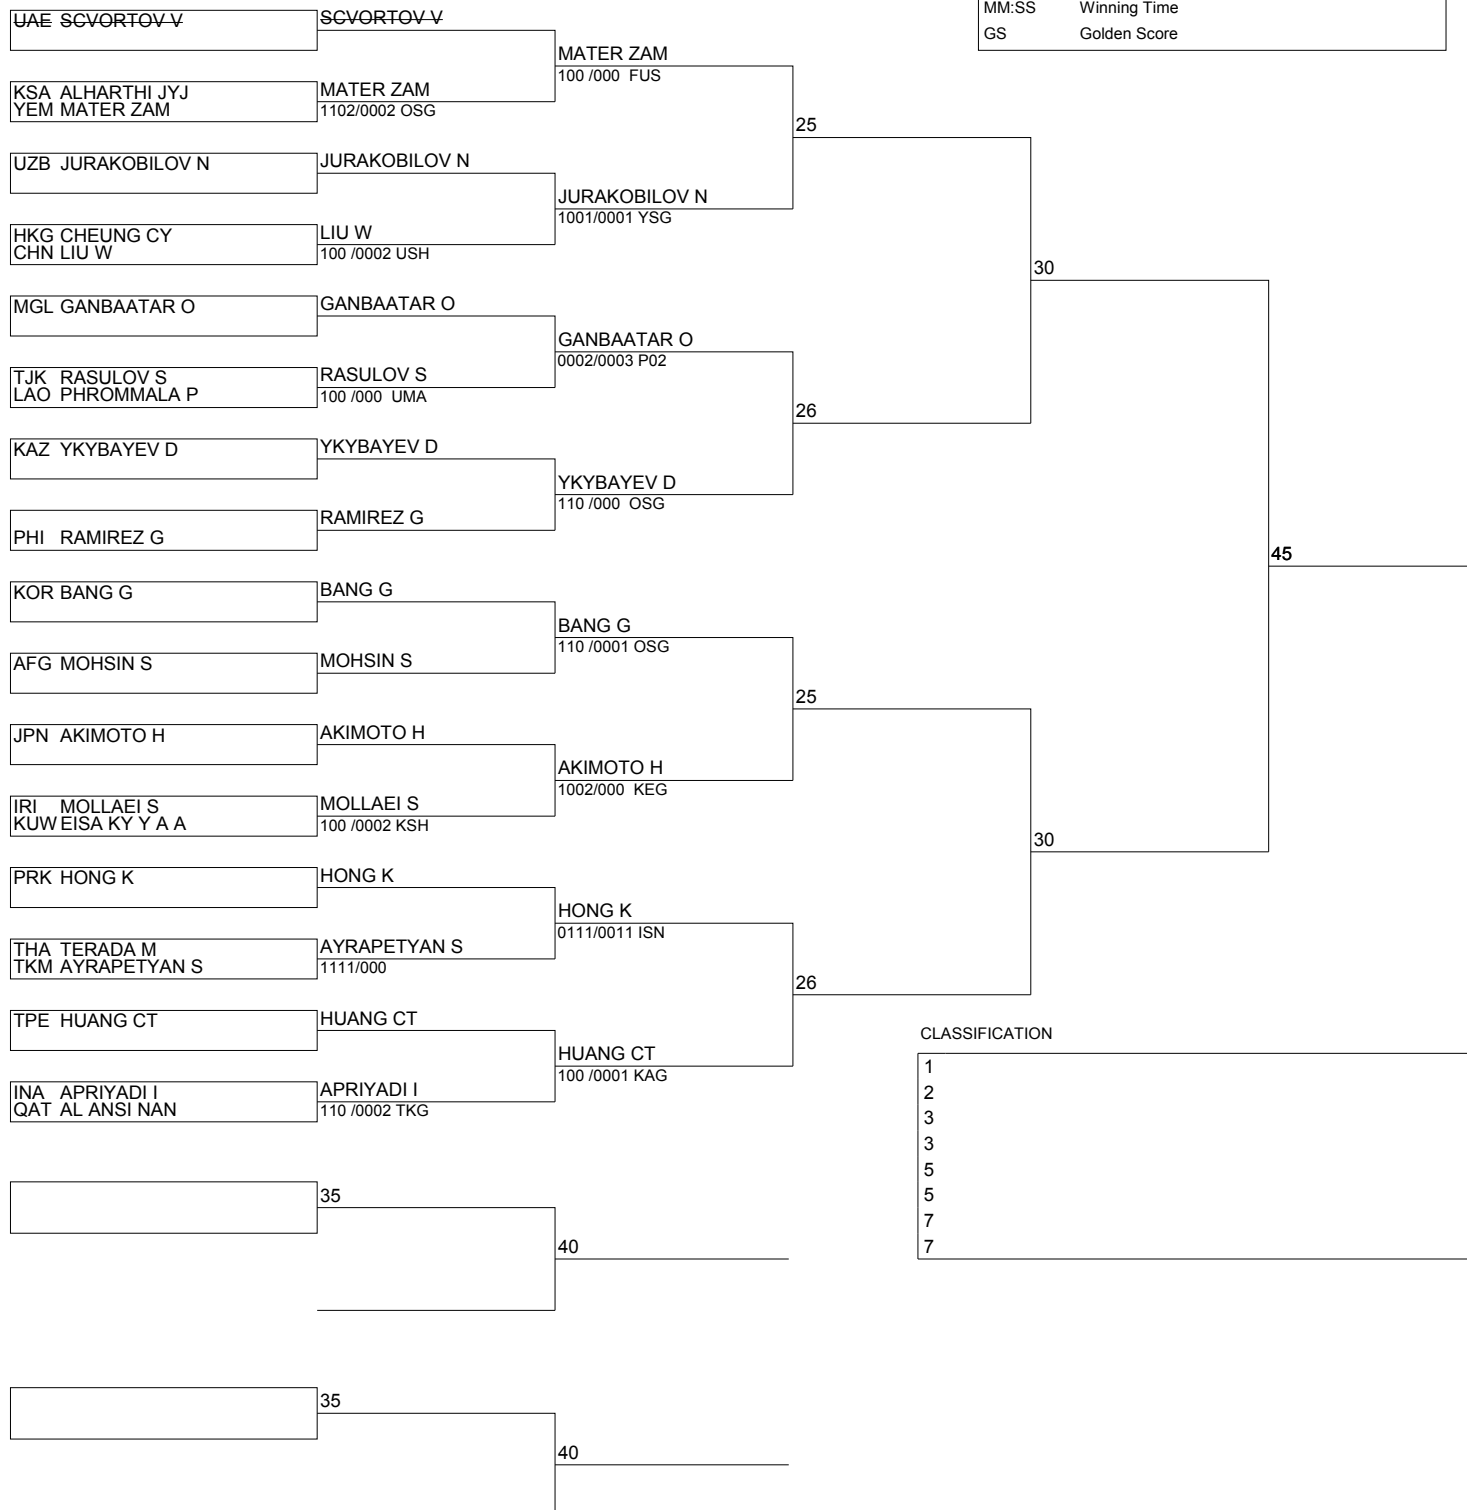 MM:SS Winning Time
GS Golden Score
UAE SCVORTOV V
SCVORTOV V
MATER ZAM
100 /000 FUS
KSA ALHARTHI JYJ
YEM MATER ZAM
MATER ZAM
1102/0002 OSG
25
UZB JURAKOBILOV N
JURAKOBILOV N
JURAKOBILOV N
1001/0001 YSG
HKG CHEUNG CY
CHN LIU W
LIU W
100 /0002 USH
30
MGL GANBAATAR O
GANBAATAR O
GANBAATAR O
0002/0003 P02
TJK RASULOV S
LAO PHROMMALA P
RASULOV S
100 /000 UMA
26
KAZ YKYBAYEV D
YKYBAYEV D
YKYBAYEV D
110 /000 OSG
PHI RAMIREZ G
RAMIREZ G
45
KOR BANG G
BANG G
BANG G
110 /0001 OSG
AFG MOHSIN S
MOHSIN S
25
JPN AKIMOTO H
AKIMOTO H
AKIMOTO H
1002/000 KEG
IRI MOLLAEI S
KUW EISA KY Y A A
MOLLAEI S
100 /0002 KSH
30
PRK HONG K
HONG K
HONG K
0111/0011 ISN
THA TERADA M
TKM AYRAPETYAN S
AYRAPETYAN S
1111/000
26
TPE HUANG CT
HUANG CT
HUANG CT
100 /0001 KAG
INA APRIYADI I
QAT AL ANSI NAN
APRIYADI I
110 /0002 TKG
CLASSIFICATION
1
2
3
3
5
5
7
7
35
40
35
40